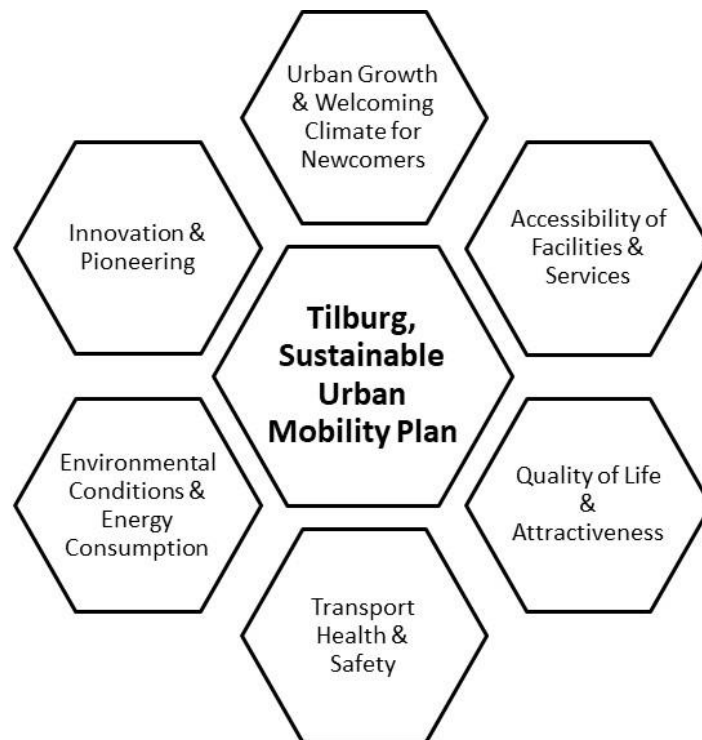 Urban Growth
& Welcoming
Climate for
Newcomers
Innovation &
Pioneering
Accessibility of
Facilities &
Services
Tilburg,
Sustainable
Urban
Mobility Plan
Environmental
Conditions &
Energy
Consumption
Quality of Life
&
Attractiveness
Transport
Health &
Safety